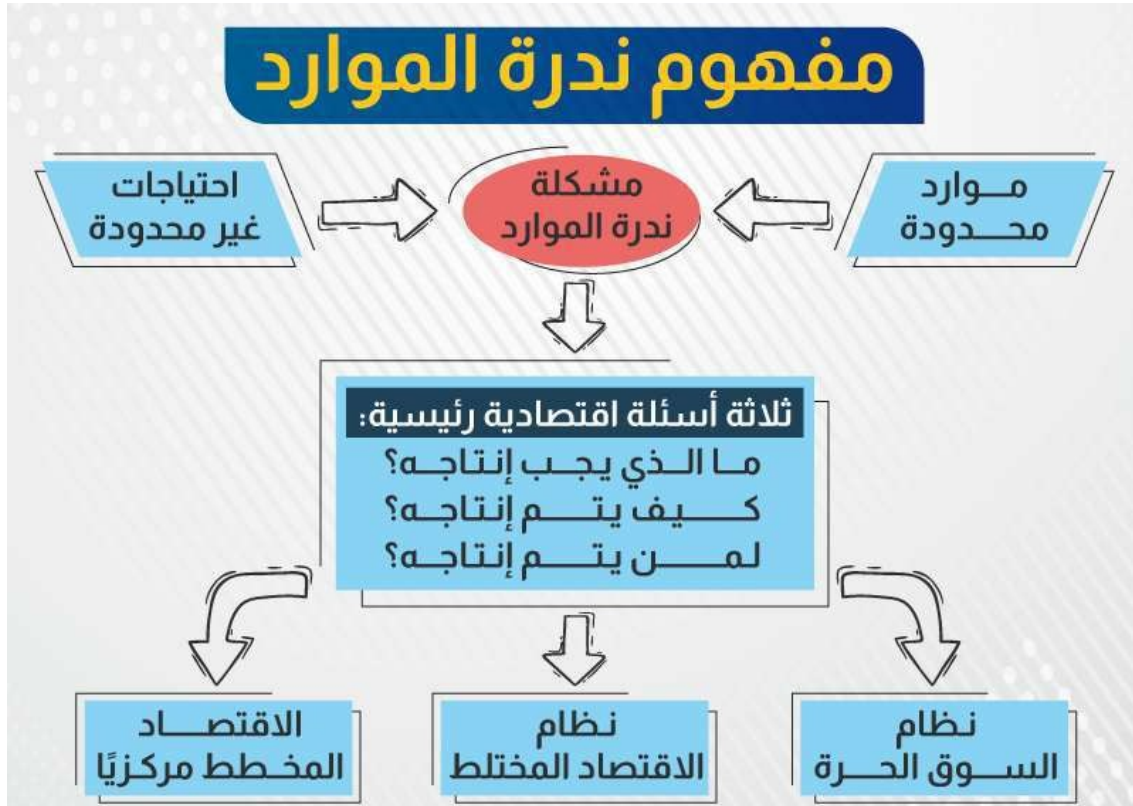 مفهوم ندرة الموارد
موارد
محدودة
مشكلة
ندرة الموارد
احتياجات
غير محدودة
ثلاثة أسئلة اقتصادية رئيسية:
ما الذي يجب إنتاجه؟
كيف يتم إنتاجه؟
لمن يتم إنتاجه؟
نظام
السوق الحرة
نظام
الاقتصاد المختلط
الاقتصاد
المخطط مركزيًا